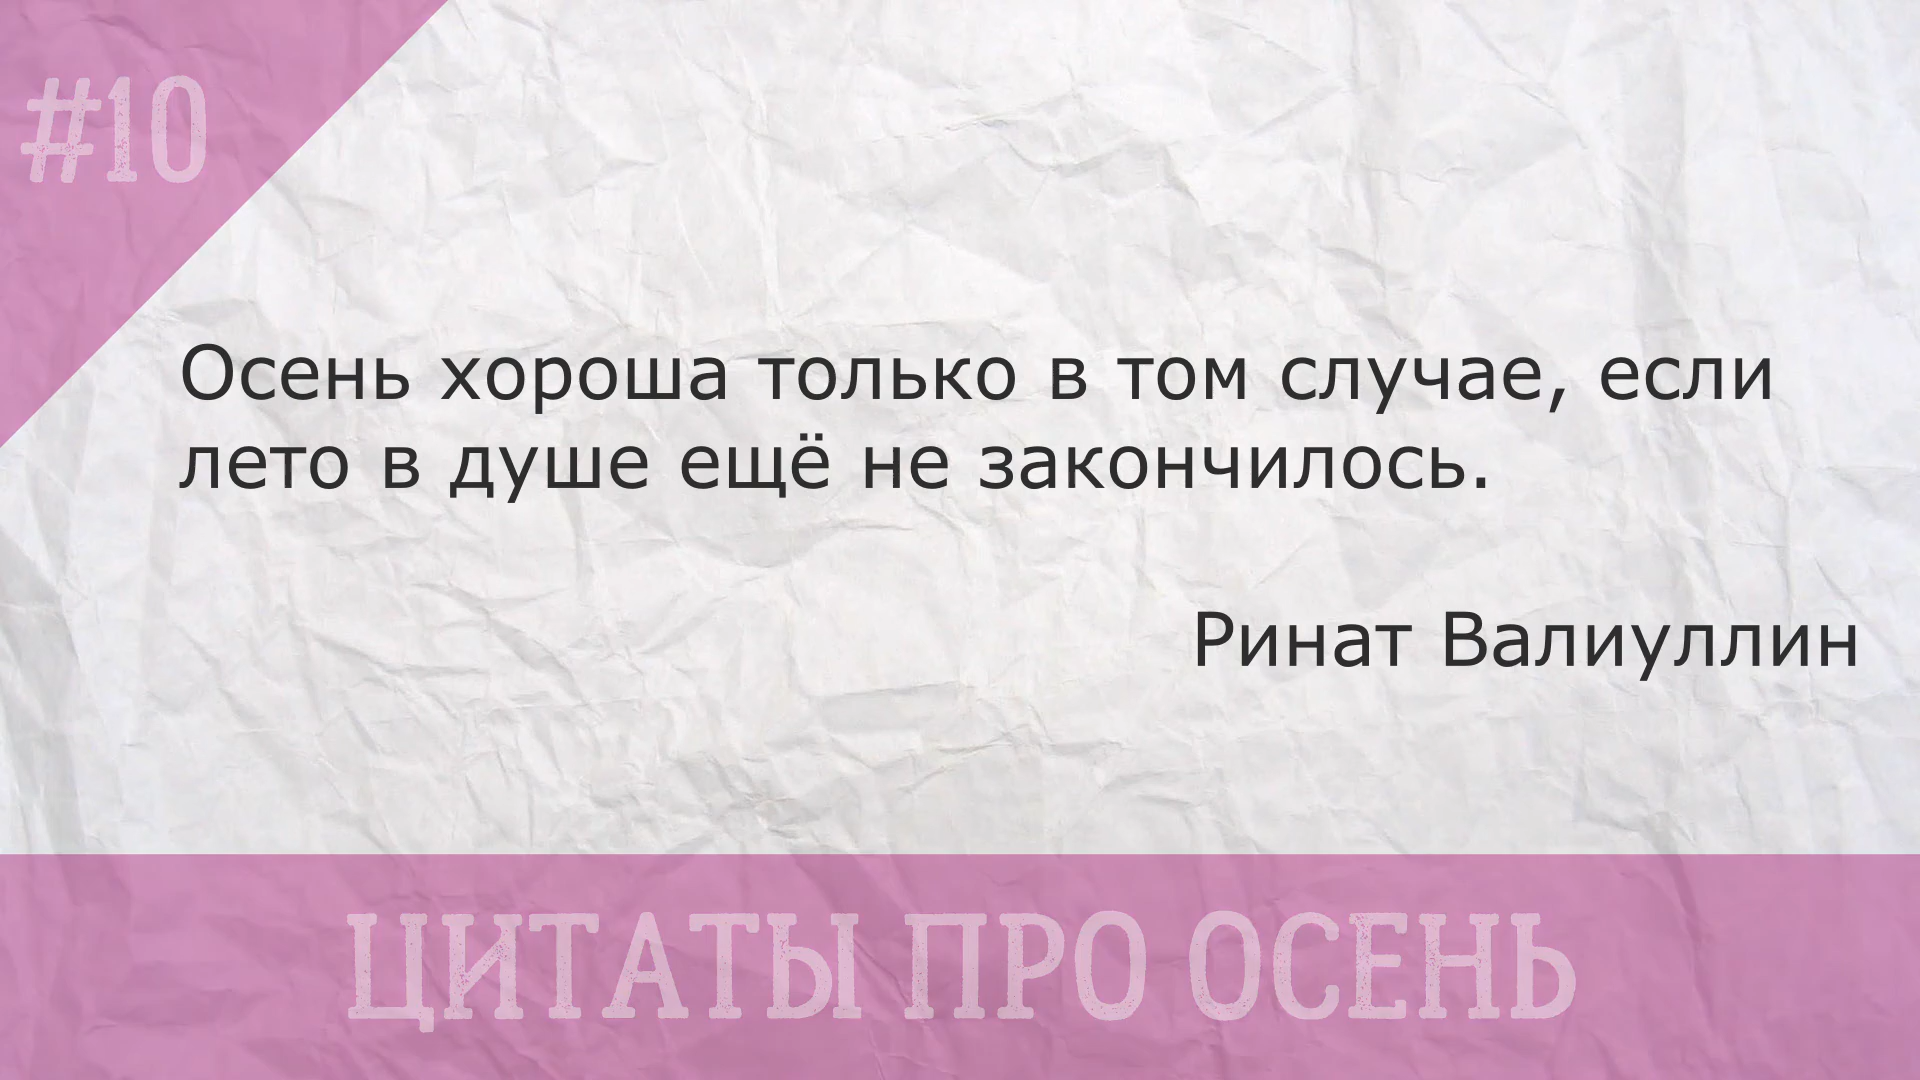 #10
Осень хороша только в том случае, если
лето в душе ещё не закончилось.
Ринат Валиуллин
ЦИТАТЫ ПРО ОСЕНЬ